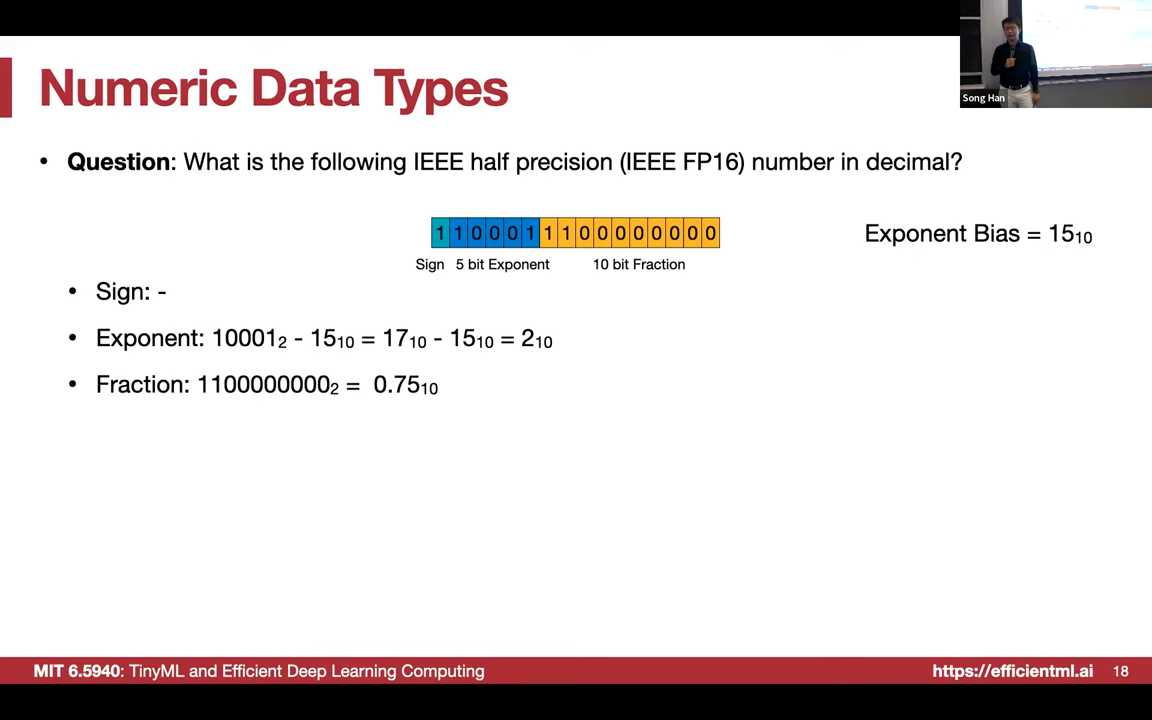 Numeric Data Types
Song Han
• Question: What is the following IEEE half precision (IEEE FP16) number in decimal?
1 1 0 0 0 1 1 1 0 0 0 0 0 0 0 0
Exponent Bias = 15₁₀
Sign 5 bit Exponent 10 bit Fraction
• Sign: -
• Exponent: 10001₂ - 15₁₀ = 17₁₀ - 15₁₀ = 2₁₀
• Fraction: 1100000000₂ = 0.75₁₀
MIT 6.5940: TinyML and Efficient Deep Learning Computing
https://efficientml.ai 18